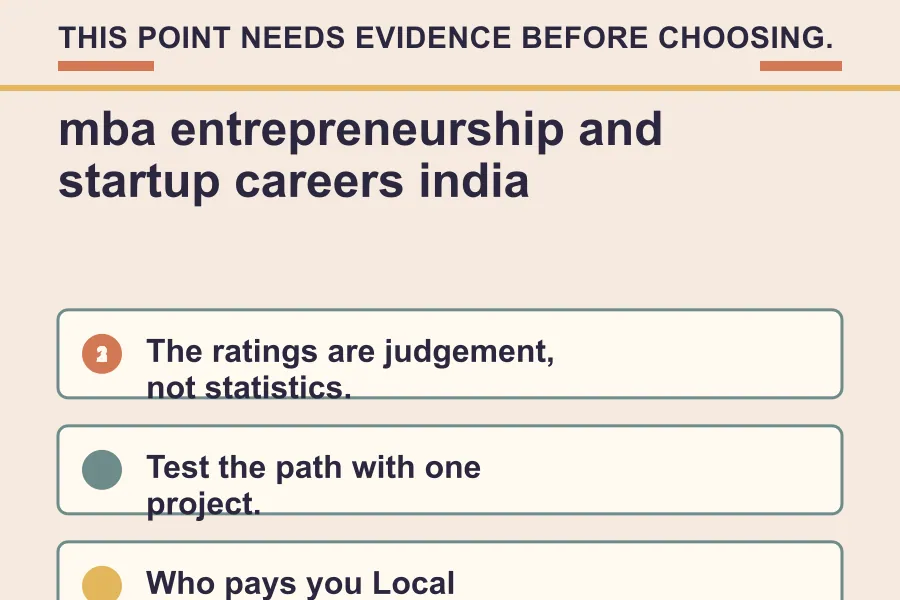 THIS POINT NEEDS EVIDENCE BEFORE CHOOSING.
mba entrepreneurship and
startup careers india
The ratings are judgement,
not statistics.
Test the path with one
project.
Who pays you Local